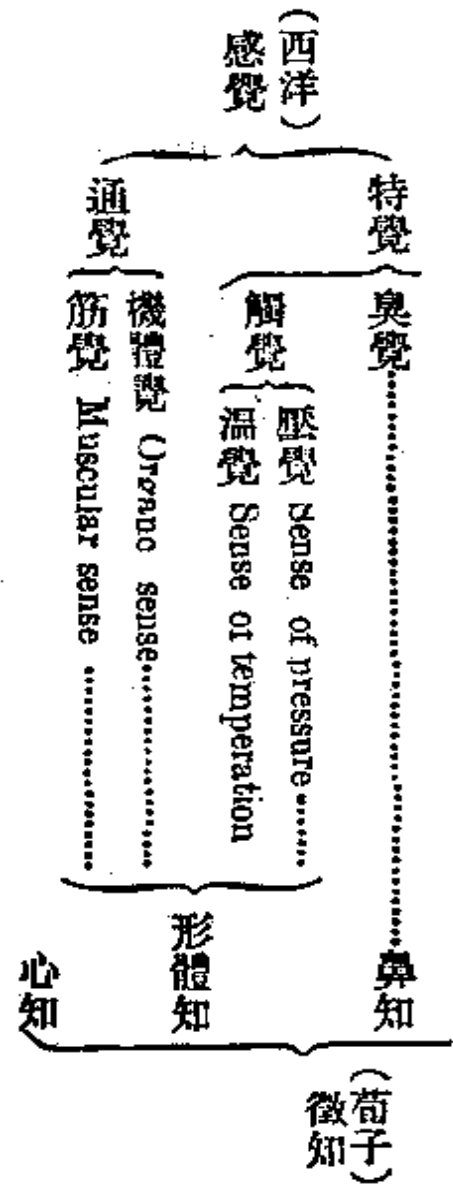 (西洋)
感覺
特覺
臭覺
鼻知
觸覺
壓覺 Sense of pressure
溫覺 Sense of temperation
通覺
機體覺 Organo sense
筋覺 Muscular sense
形體知
心知
(荀子)
徵知